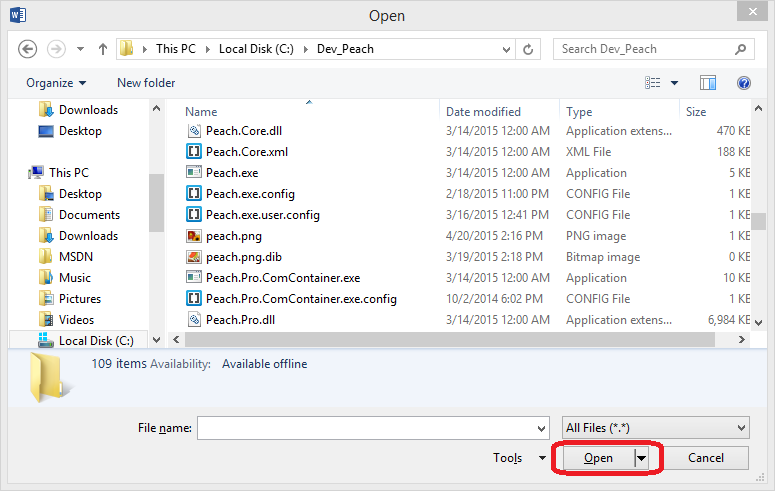 Open
This PC Local Disk (C:) Dev_Peach Search Dev_Peach
Organize New folder
Downloads
Desktop
This PC
Desktop
Documents
Downloads
MSDN
Music
Pictures
Videos
Local Disk (C:)
Name Date modified Type Size
Peach.Core.dll 3/14/2015 12:00 AM Application extens... 470 KB
Peach.Core.xml 3/14/2015 12:00 AM XML File 188 KB
Peach.exe 3/14/2015 12:00 AM Application 5 KB
Peach.exe.config 2/18/2015 11:00 PM CONFIG File 1 KB
Peach.exe.user.config 3/16/2015 12:41 PM CONFIG File 1 KB
peach.png 4/20/2015 2:16 PM PNG image 1 KB
peach.png.dib 3/19/2015 2:18 PM Bitmap image 0 KB
Peach.Pro.ComContainer.exe 3/14/2015 12:00 AM Application 10 KB
Peach.Pro.ComContainer.exe.config 10/2/2014 6:02 PM CONFIG File 1 KB
Peach.Pro.dll 3/14/2015 12:00 AM Application extens... 6,984 KB
109 items Availability: Available offline
File name: All Files (*.*)
Tools Open Cancel